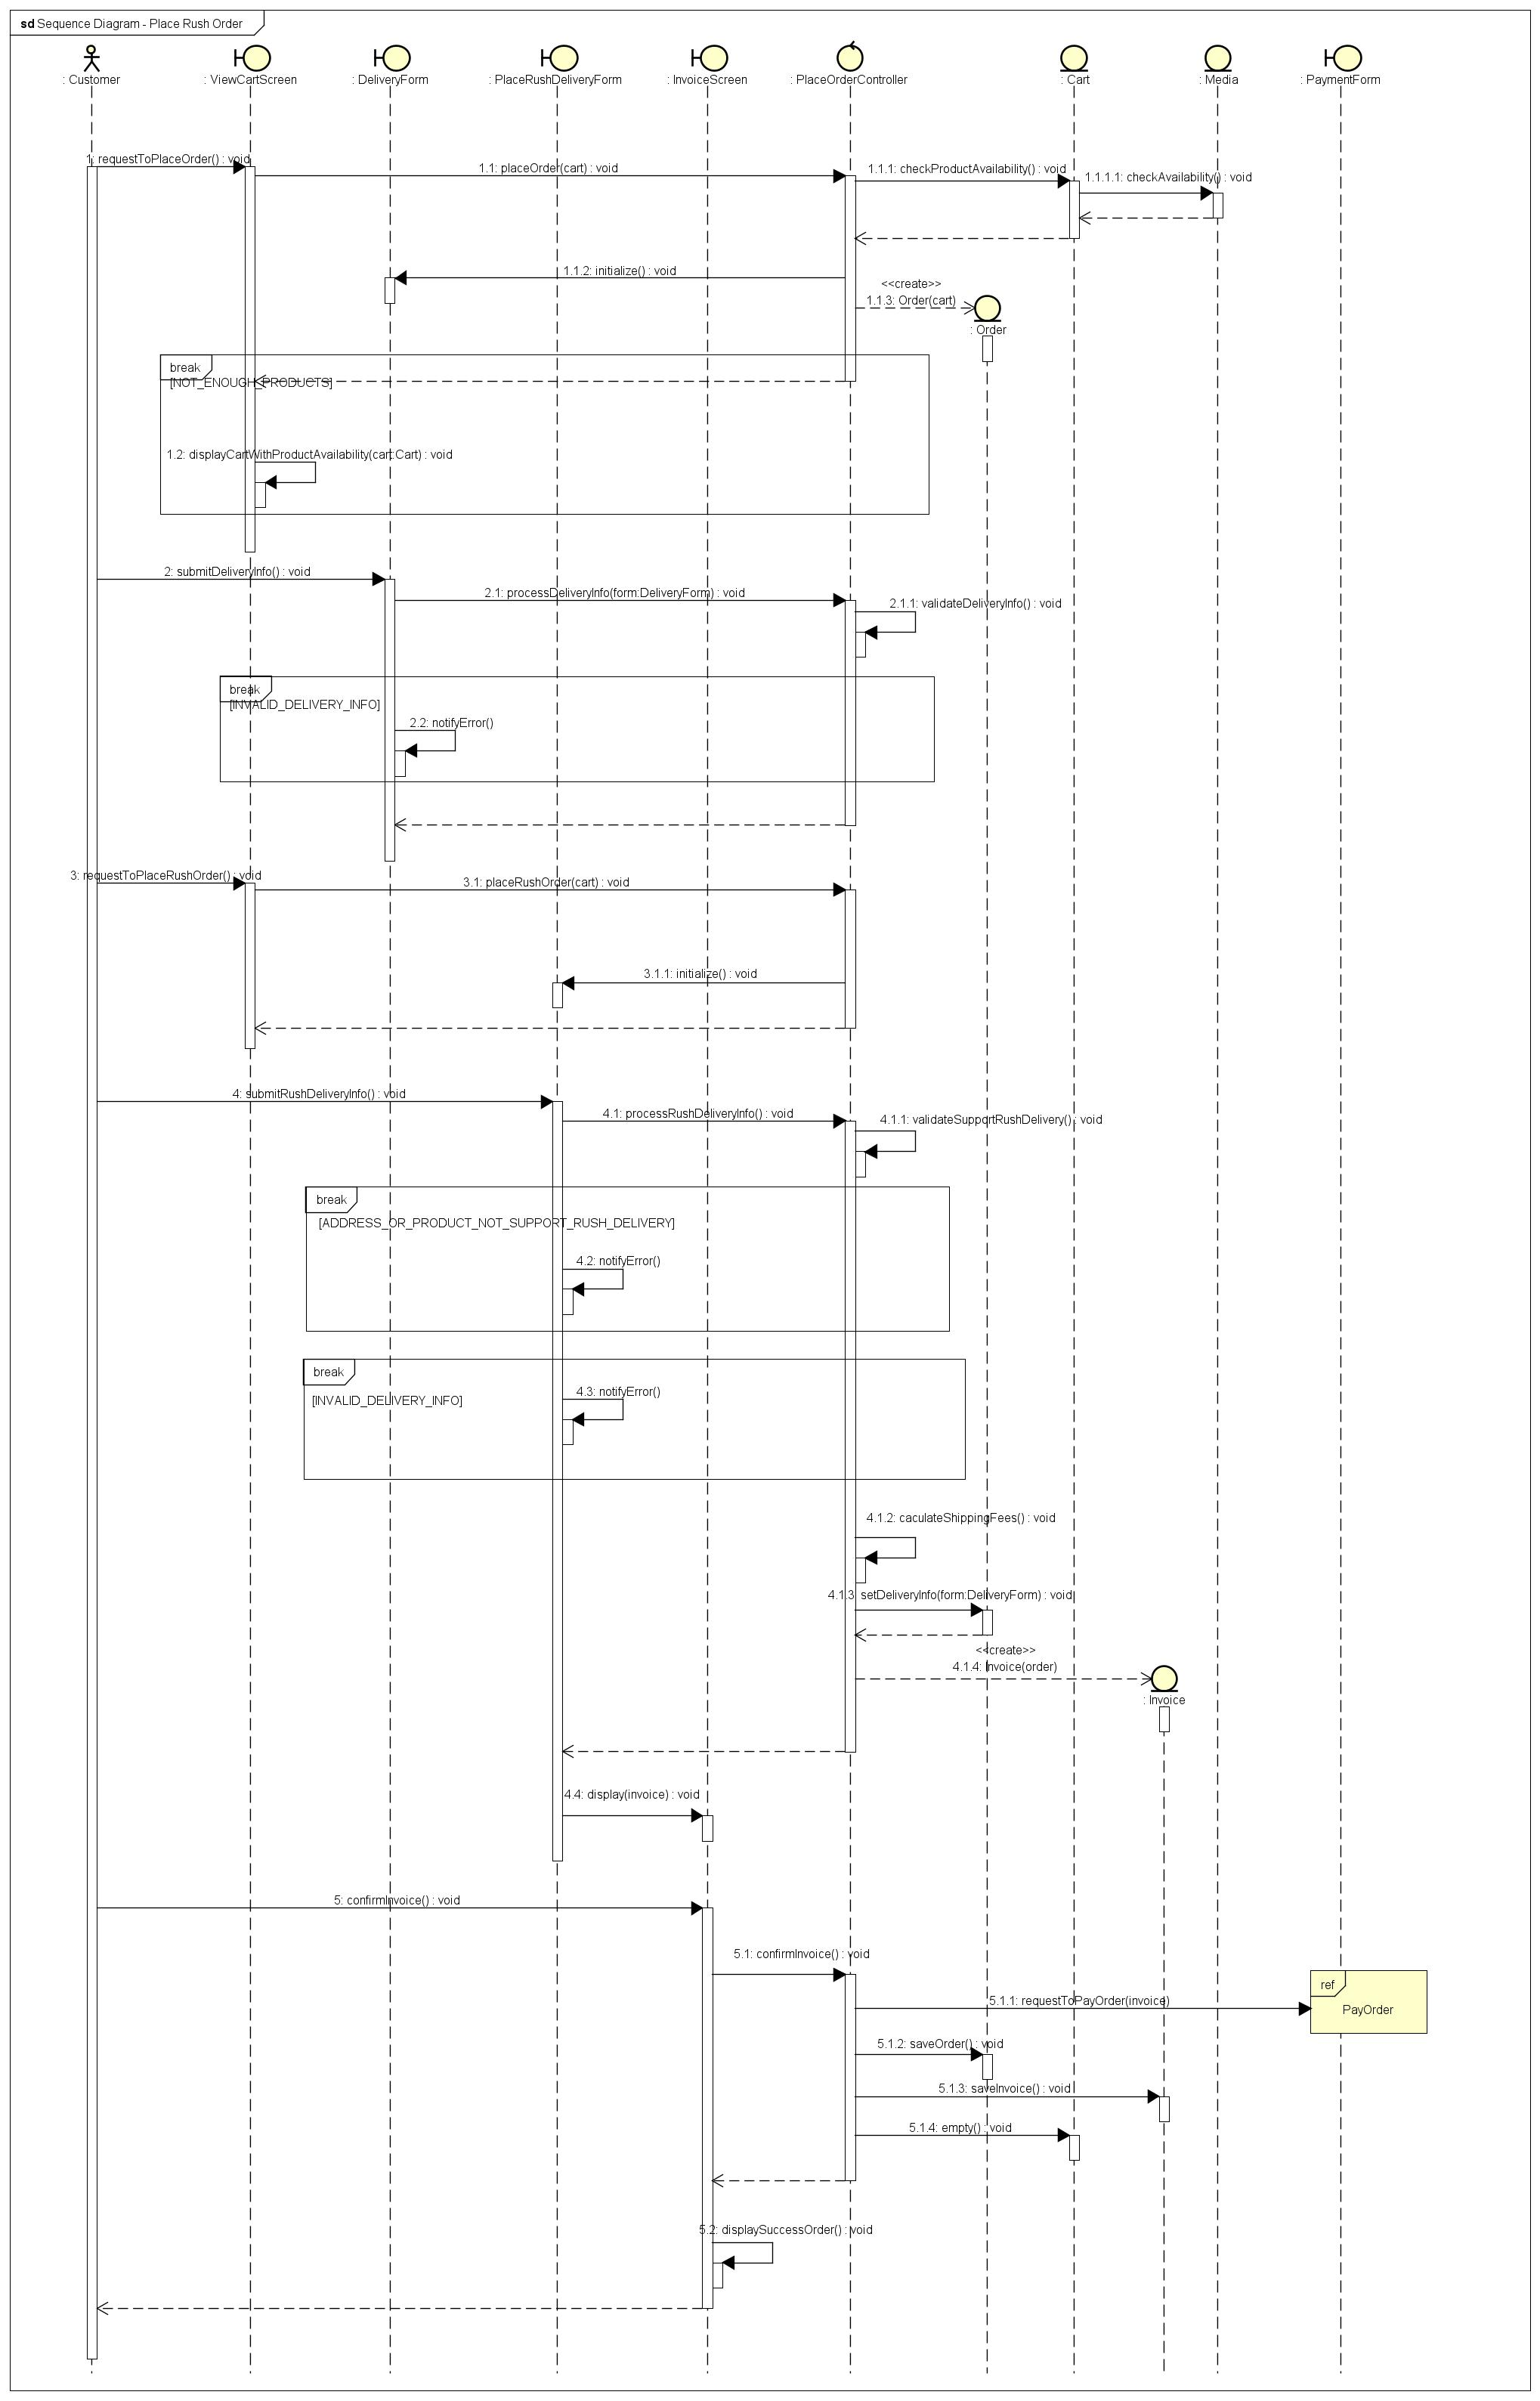 sd Sequence Diagram - Place Rush Order
: Customer
: ViewCartScreen
: DeliveryForm
: PlaceRushDeliveryForm
: InvoiceScreen
: PlaceOrderController
: Cart
: Media
: PaymentForm
1: requestToPlaceOrder() : void
1.1: placeOrder(cart) : void
1.1.1: checkProductAvailability() : void
1.1.1.1: checkAvailability() : void
1.1.2: initialize() : void
<<create>>
1.1.3: Order(cart)
: Order
break
[NOT_ENOUGH_PRODUCTS]
1.2: displayCartWithProductAvailability(cart:Cart) : void
2: submitDeliveryInfo() : void
2.1: processDeliveryInfo(form:DeliveryForm) : void
2.1.1: validateDeliveryInfo() : void
break
[INVALID_DELIVERY_INFO]
2.2: notifyError()
3: requestToPlaceRushOrder() : void
3.1: placeRushOrder(cart) : void
3.1.1: initialize() : void
4: submitRushDeliveryInfo() : void
4.1: processRushDeliveryInfo() : void
4.1.1: validateSupportRushDelivery() : void
break
[ADDRESS_OR_PRODUCT_NOT_SUPPORT_RUSH_DELIVERY]
4.2: notifyError()
break
4.3: notifyError()
[INVALID_DELIVERY_INFO]
4.1.2: caculateShippingFees() : void
4.1.3: setDeliveryInfo(form:DeliveryForm) : void
<<create>>
4.1.4: Invoice(order)
: Invoice
4.4: display(invoice) : void
5: confirmInvoice() : void
5.1: confirmInvoice() : void
ref
PayOrder
5.1.1: requestToPayOrder(invoice)
5.1.2: saveOrder() : void
5.1.3: saveInvoice() : void
5.1.4: empty() : void
5.2: displaySuccessOrder() : void